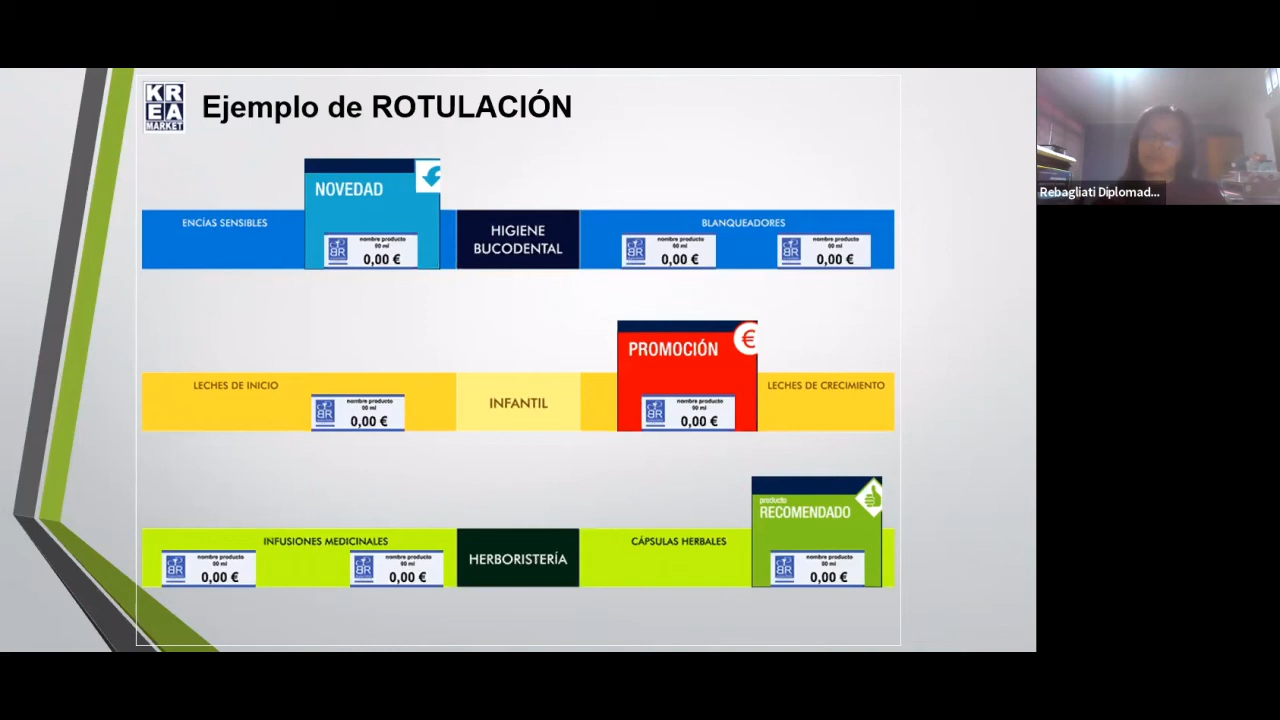 KR
EA
MARKET
Ejemplo de ROTULACIÓN
NOVEDAD
ENCÍAS SENSIBLES
nombre producto
00 ml
0,00 €
HIGIENE
BUCODENTAL
BLANQUEADORES
nombre producto
00 ml
0,00 €
nombre producto
00 ml
0,00 €
Rebagliati Diplomad...
PROMOCIÓN
€
LECHES DE INICIO
nombre producto
00 ml
0,00 €
INFANTIL
nombre producto
00 ml
0,00 €
LECHES DE CRECIMIENTO
producto
RECOMENDADO
INFUSIONES MEDICINALES
nombre producto
00 ml
0,00 €
nombre producto
00 ml
0,00 €
HERBORISTERÍA
CÁPSULAS HERBALES
nombre producto
00 ml
0,00 €